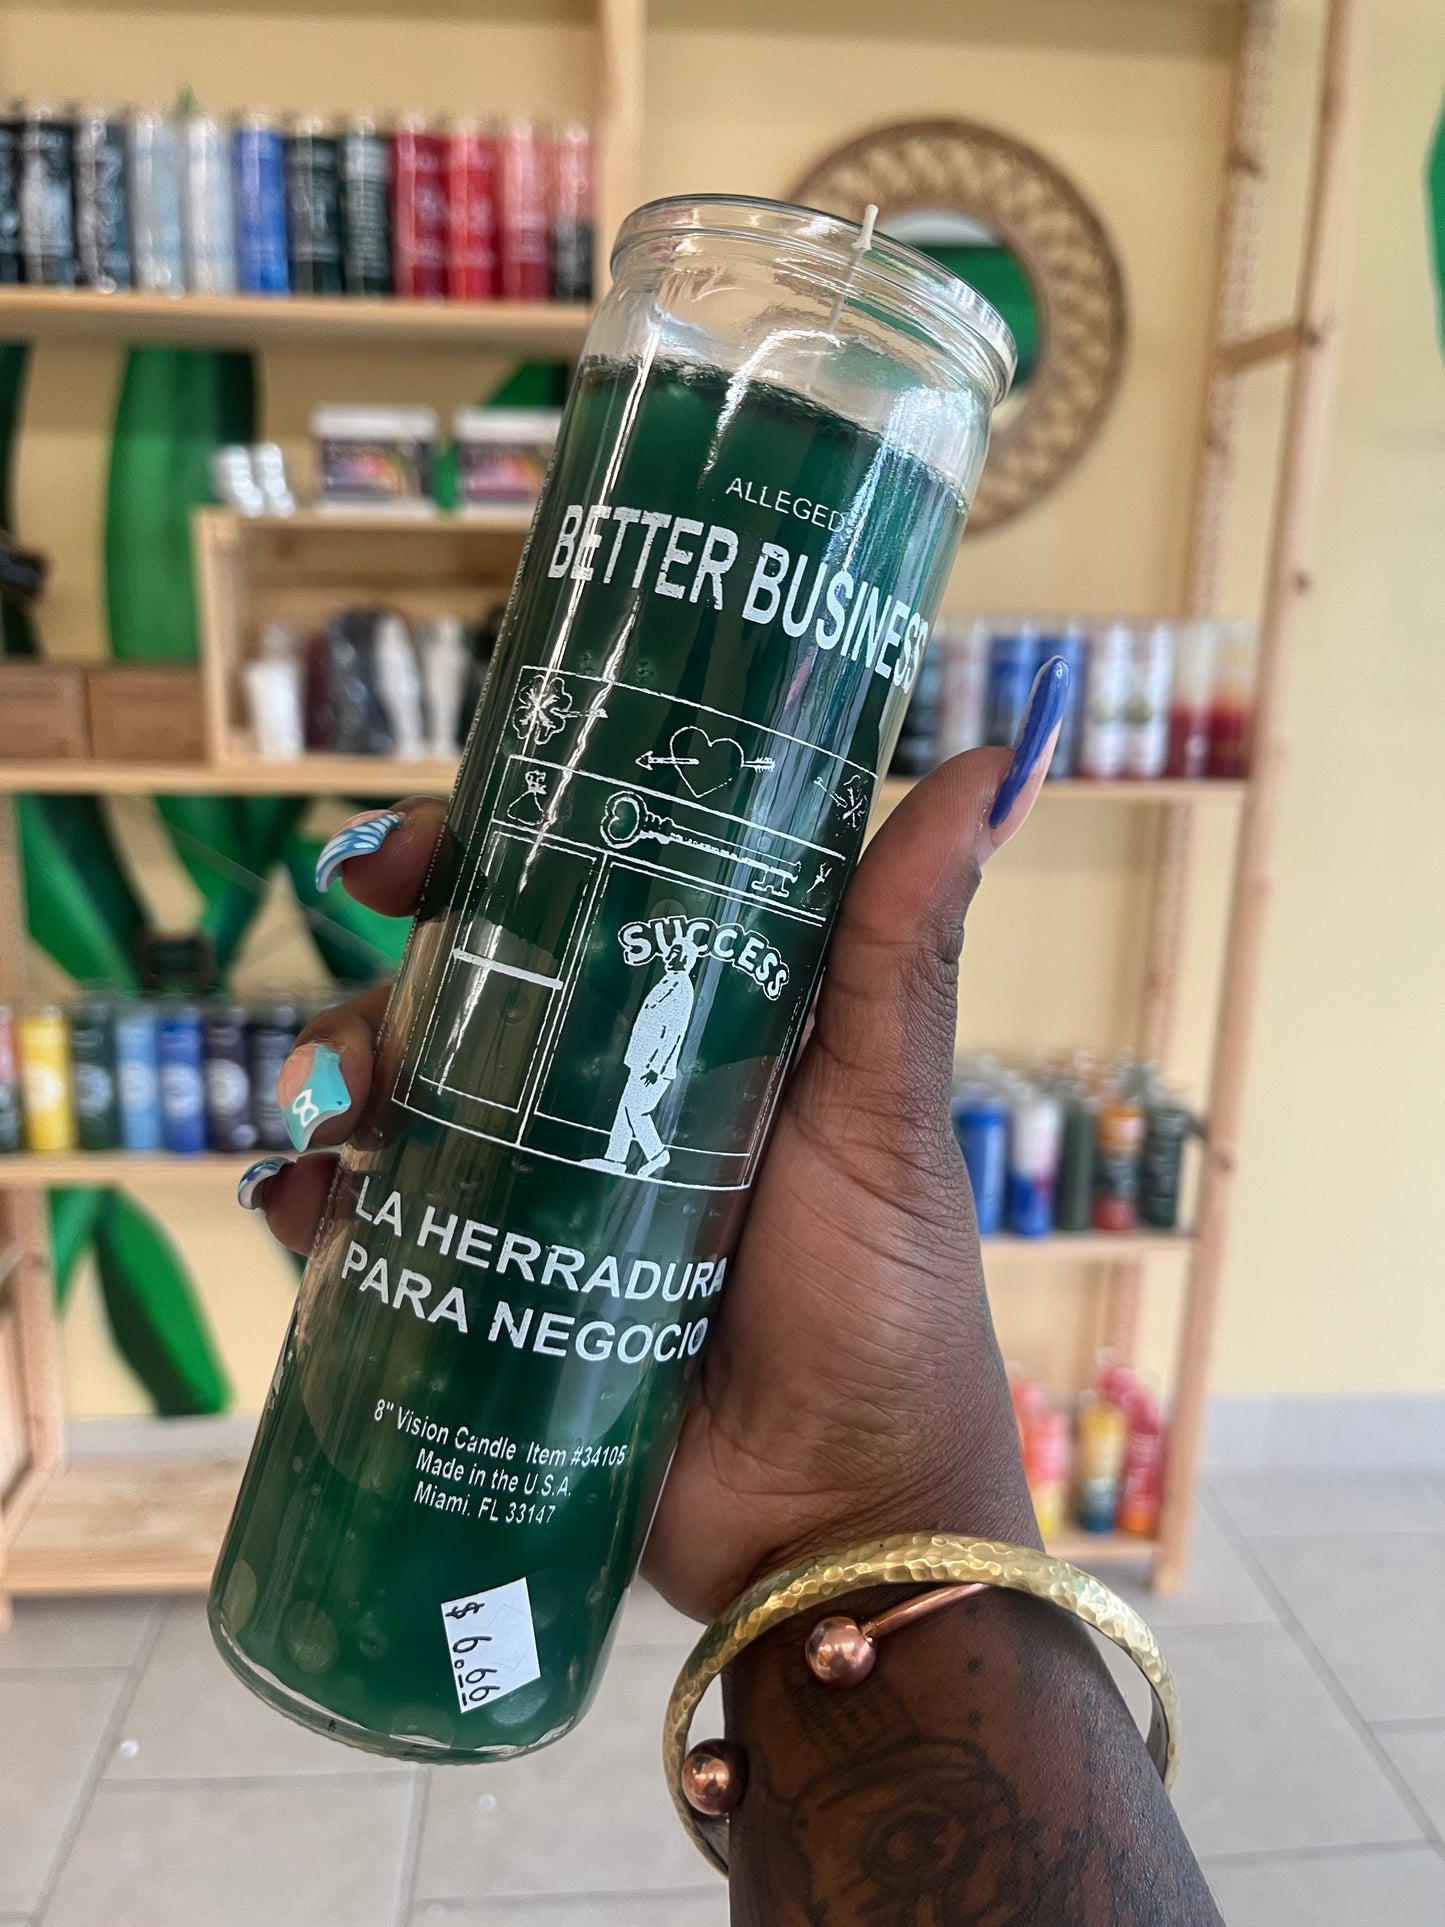 ALLEGED
BETTER BUSINESS
SUCCESS
LA HERRADURA
PARA NEGOCIO
8" Vision Candle Item #34105
Made in the U.S.A.
Miami, FL 33147
$6.66
8